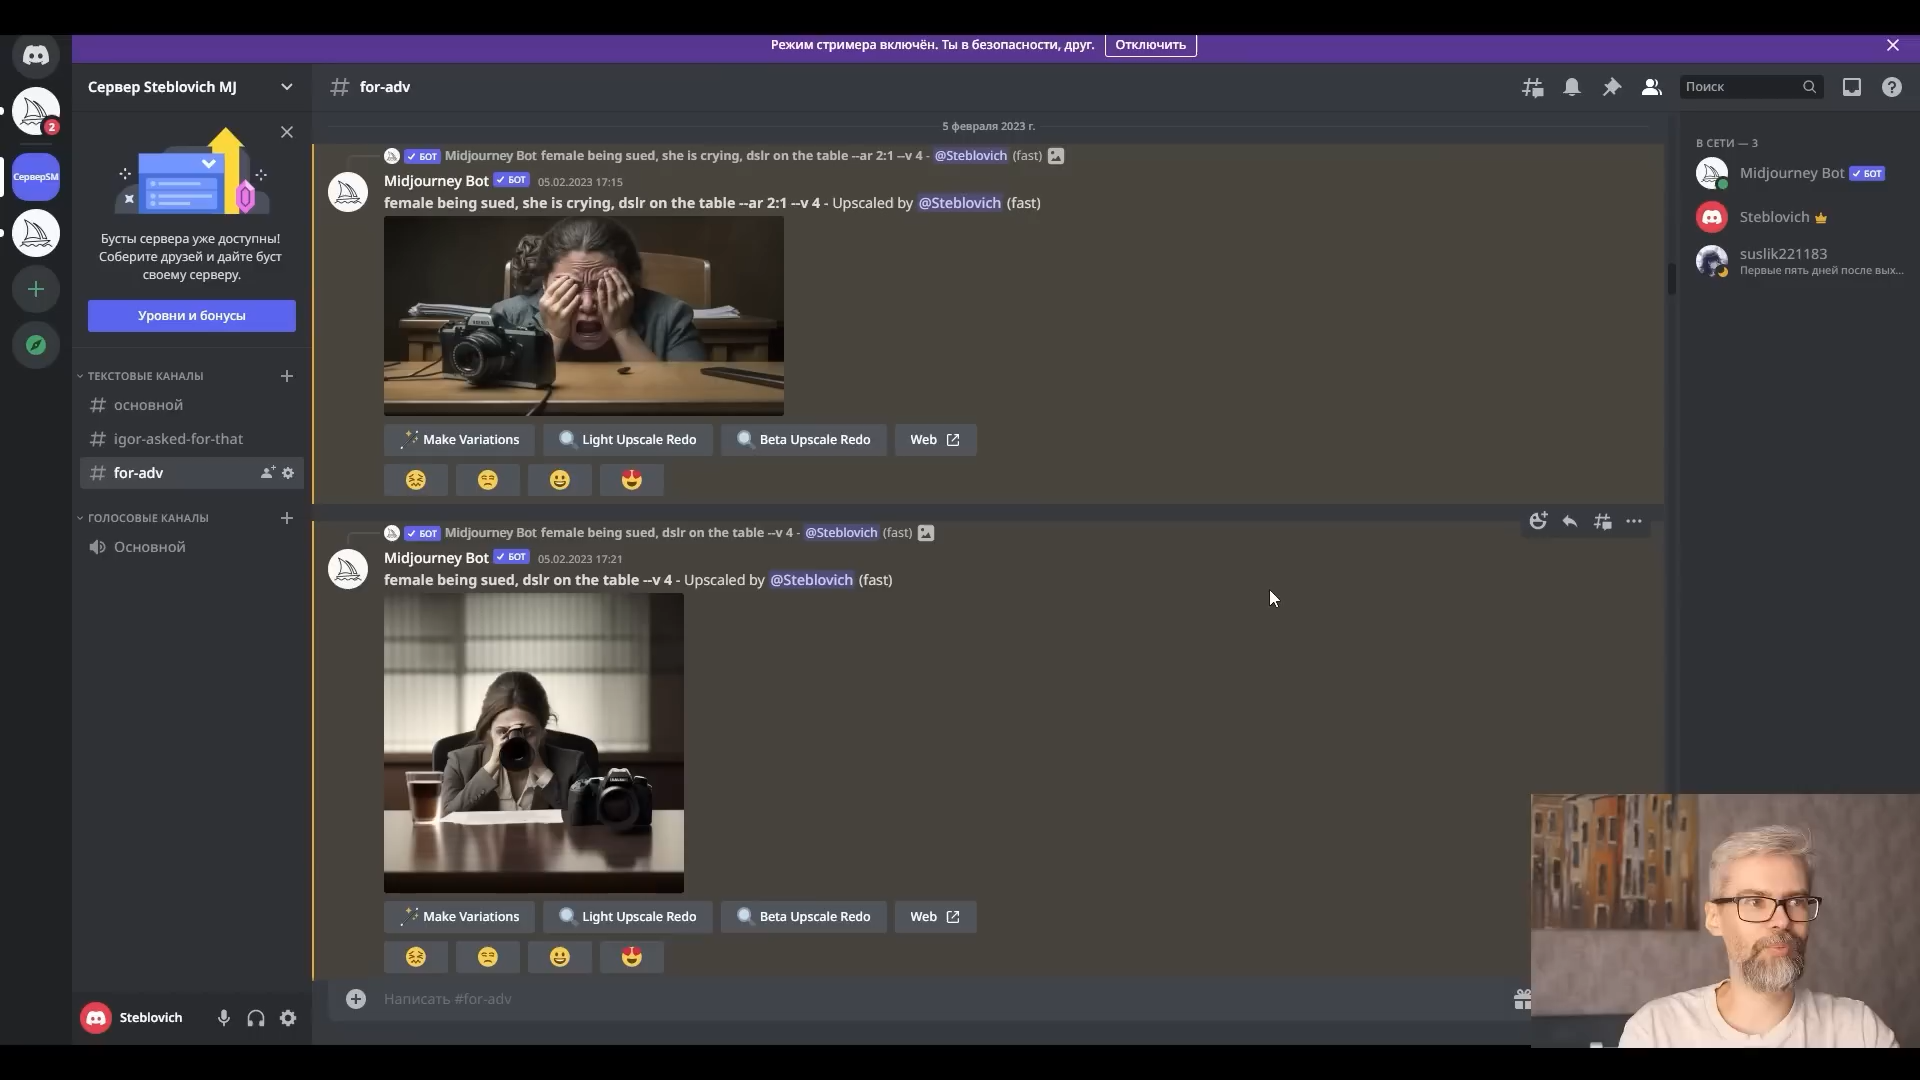 Режим стримера включён. Ты в безопасности, друг. Отключить
2
СерверSM
Сервер Steblovich MJ
Бусты сервера уже доступны!
Соберите друзей и дайте буст
своему серверу.
Уровни и бонусы
ТЕКСТОВЫЕ КАНАЛЫ
основной
igor-asked-for-that
for-adv
ГОЛОСОВЫЕ КАНАЛЫ
Основной
Steblovich
# for-adv
Поиск
5 февраля 2023 г.
БОТ Midjourney Bot female being sued, she is crying, dslr on the table --ar 2:1 --v 4 - @Steblovich (fast)
Midjourney Bot БОТ 05.02.2023 17:15
female being sued, she is crying, dslr on the table --ar 2:1 --v 4 - Upscaled by @Steblovich (fast)
Make Variations Light Upscale Redo Beta Upscale Redo Web
БОТ Midjourney Bot female being sued, dslr on the table --v 4 - @Steblovich (fast)
Midjourney Bot БОТ 05.02.2023 17:21
female being sued, dslr on the table --v 4 - Upscaled by @Steblovich (fast)
Make Variations Light Upscale Redo Beta Upscale Redo Web
Написать #for-adv
В СЕТИ — 3
Midjourney Bot БОТ
Steblovich
suslik221183
Первые пять дней после вых...